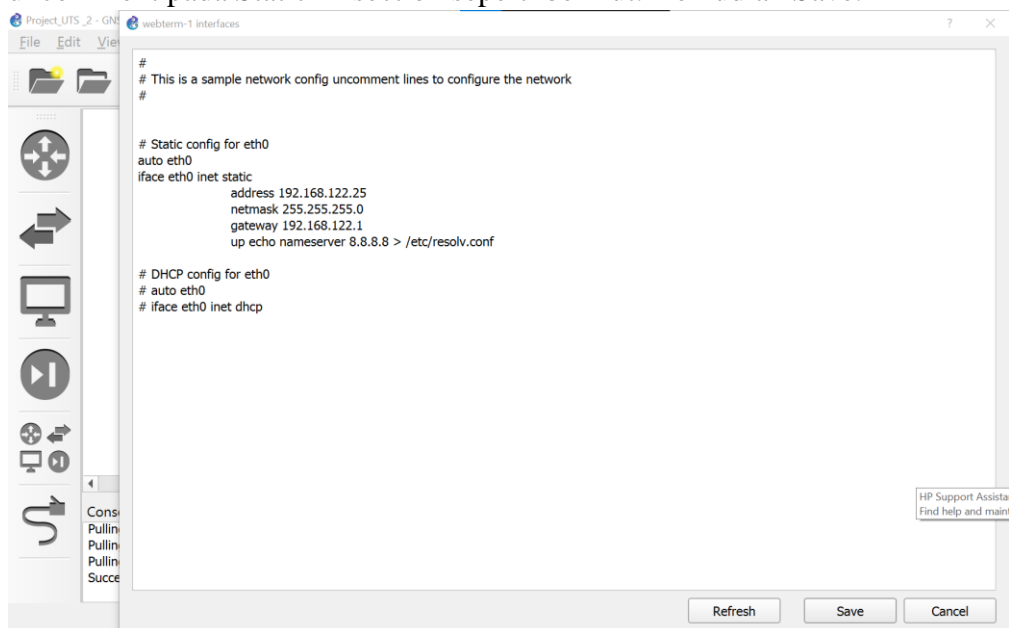 Project_UTS _2 - GNS
webterm-1 interfaces
?
File Edit Vie
#
# This is a sample network config uncomment lines to configure the network
#
# Static config for eth0
auto eth0
iface eth0 inet static
address 192.168.122.25
netmask 255.255.255.0
gateway 192.168.122.1
up echo nameserver 8.8.8.8 > /etc/resolv.conf
# DHCP config for eth0
# auto eth0
# iface eth0 inet dhcp
HP Support Assista
Find help and maint
Cons
Pullin
Pullin
Pullin
Succe
Refresh Save Cancel